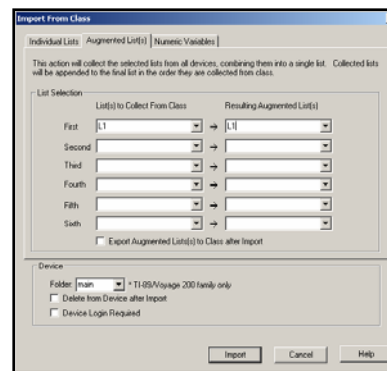 Import From Class
Individual Lists Augmented List(s) Numeric Variables
This action will collect the selected lists from all devices, combining them into a single list. Collected lists
will be appended to the final list in the order they are collected from class.
List Selection
List(s) to Collect From Class Resulting Augmented List(s)
First L1 → L1
Second →
Third →
Fourth →
Fifth →
Sixth →
Export Augmented Lists(s) to Class after Import
Device
Folder: main * TI-89/Voyage 200 family only
Delete from Device after Import
Device Login Required
Import Cancel Help